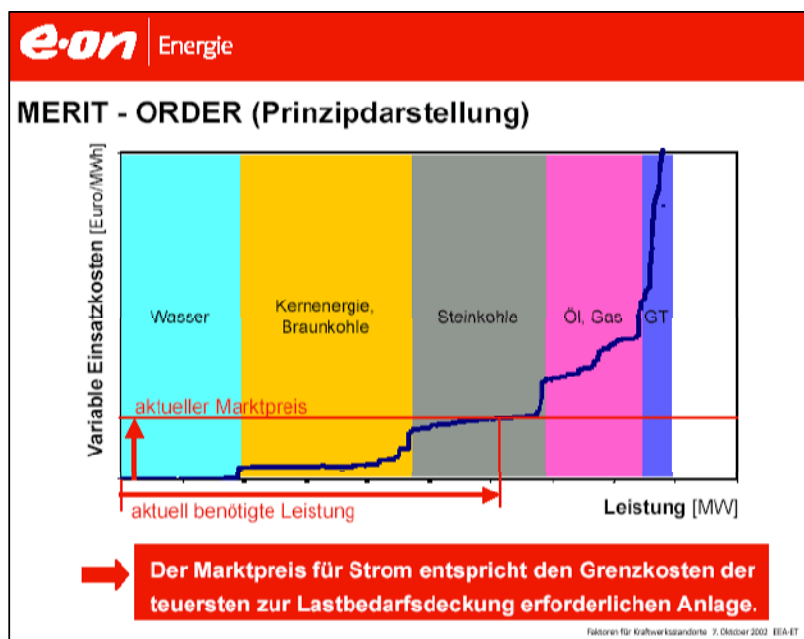 e·on Energie
MERIT - ORDER (Prinzipdarstellung)
Variable Einsatzkosten [Euro/MWh]
Wasser
Kernenergie,
Braunkohle
Steinkohle
Öl, Gas
GT
aktueller Marktpreis
aktuell benötigte Leistung
Leistung [MW]
Der Marktpreis für Strom entspricht den Grenzkosten der
teuersten zur Lastbedarfsdeckung erforderlichen Anlage.
Faktoren für Kraftwerksstandorte 7. Oktober 2002 EEA-ET